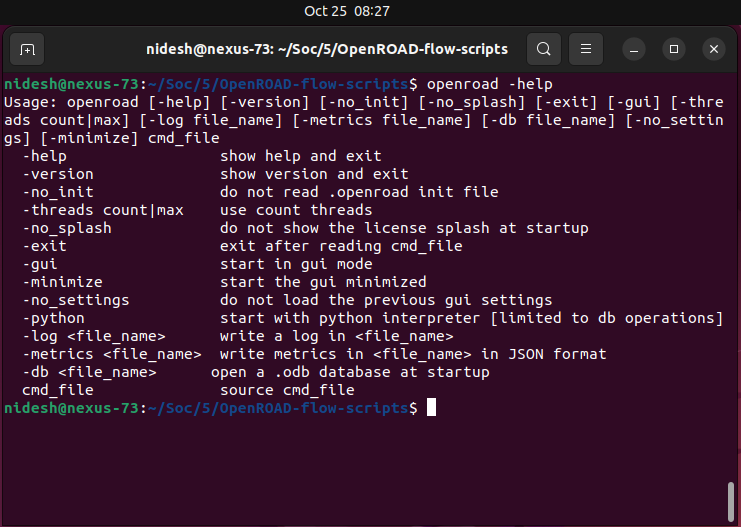 Oct 25  08:27
nidesh@nexus-73: ~/Soc/5/OpenROAD-flow-scripts
nidesh@nexus-73:~/Soc/5/OpenROAD-flow-scripts$ openroad -help
Usage: openroad [-help] [-version] [-no_init] [-no_splash] [-exit] [-gui] [-thre
ads count|max] [-log file_name] [-metrics file_name] [-db file_name] [-no_settin
gs] [-minimize] cmd_file
  -help                 show help and exit
  -version              show version and exit
  -no_init              do not read .openroad init file
  -threads count|max    use count threads
  -no_splash            do not show the license splash at startup
  -exit                 exit after reading cmd_file
  -gui                  start in gui mode
  -minimize             start the gui minimized
  -no_settings          do not load the previous gui settings
  -python               start with python interpreter [limited to db operations]
  -log <file_name>      write a log in <file_name>
  -metrics <file_name>  write metrics in <file_name> in JSON format
  -db <file_name>      open a .odb database at startup
  cmd_file              source cmd_file
nidesh@nexus-73:~/Soc/5/OpenROAD-flow-scripts$